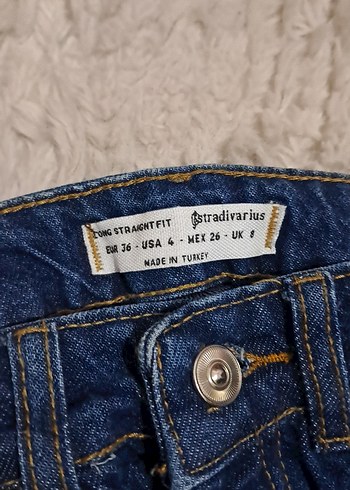 LONG STRAIGHT FIT stradivarius
EUR 36 - USA 4 - MEX 26 - UK 8
MADE IN TURKEY